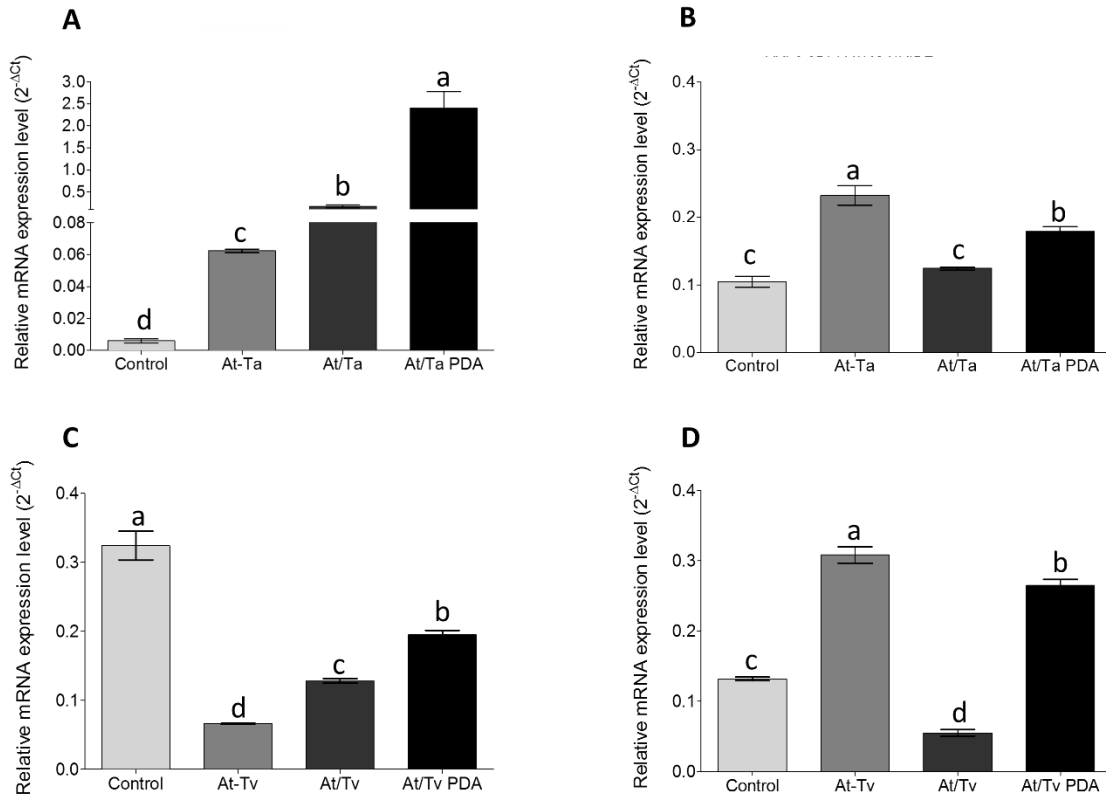 A
Relative mRNA expression level (2^-ΔCt)
3.0
2.5
2.0
1.5
1.0
0.5
0.08
0.06
0.04
0.02
0.00
d
c
b
a
Control At-Ta At/Ta At/Ta PDA
B
Relative mRNA expression level (2^-ΔCt)
0.4
0.3
0.2
0.1
0.0
c
a
c
b
Control At-Ta At/Ta At/Ta PDA
C
Relative mRNA expression level (2^-ΔCt)
0.4
0.3
0.2
0.1
0.0
a
d
c
b
Control At-Tv At/Tv At/Tv PDA
D
Relative mRNA expression level (2^-ΔCt)
0.4
0.3
0.2
0.1
0.0
c
a
d
b
Control At-Tv At/Tv At/Tv PDA